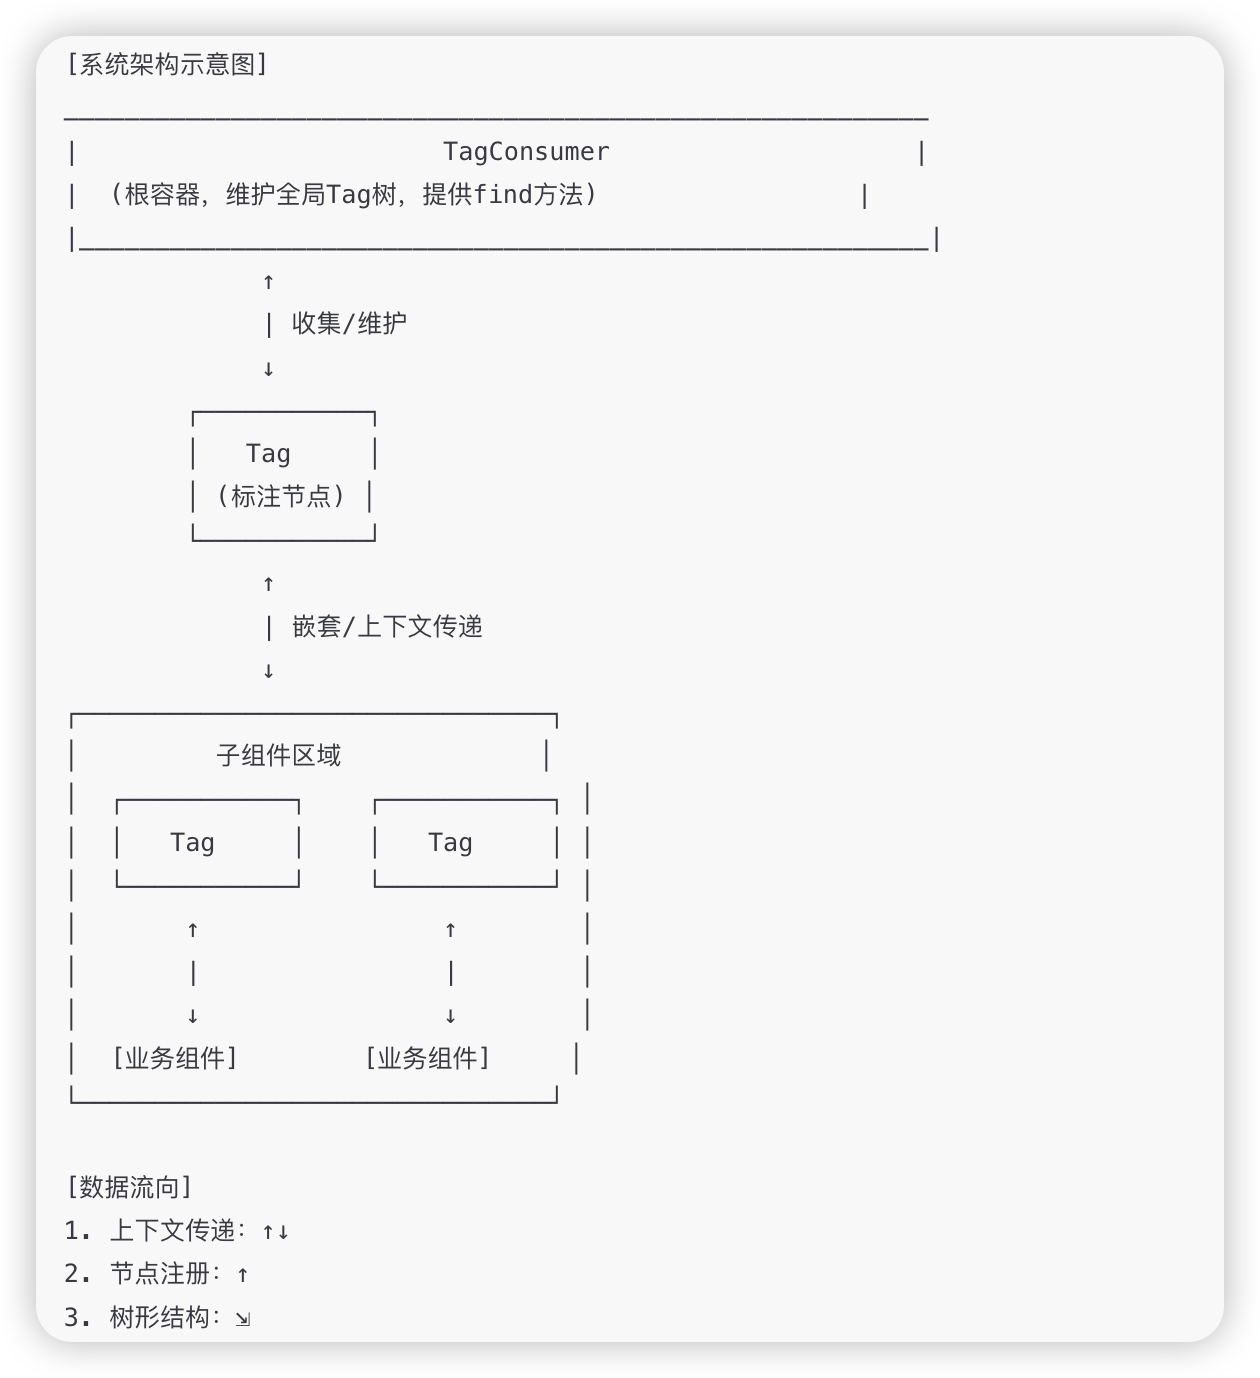 [系统架构示意图]
TagConsumer
(根容器，维护全局Tag树，提供find方法)
↑
| 收集/维护
↓
Tag
(标注节点)
↑
| 嵌套/上下文传递
↓
子组件区域
Tag Tag
↑ ↑
| |
↓ ↓
[业务组件] [业务组件]
[数据流向]
1. 上下文传递：↑↓
2. 节点注册：↑
3. 树形结构：⇲